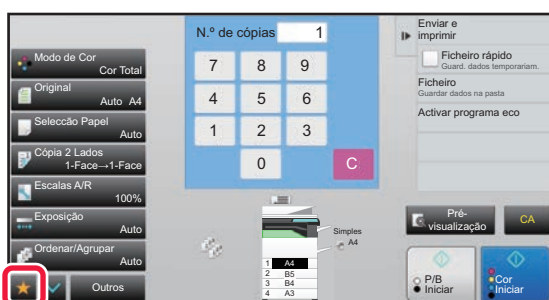 N.º de cópias 1
Modo de Cor
Cor Total
Original
Auto A4
Selecção Papel
Auto
Cópia 2 Lados
1-Face→1-Face
Escalas A/R
100%
Exposição
Auto
Ordenar/Agrupar
Auto
Outros
7 8 9
4 5 6
1 2 3
0 C
Simples
A4
1 A4
2 B5
3 B4
4 A3
Enviar e
imprimir
Ficheiro rápido
Guard. dados temporariam.
Ficheiro
Guardar dados na pasta
Activar programa eco
Pré-
visualização
CA
P/B
Iniciar
Cor
Iniciar